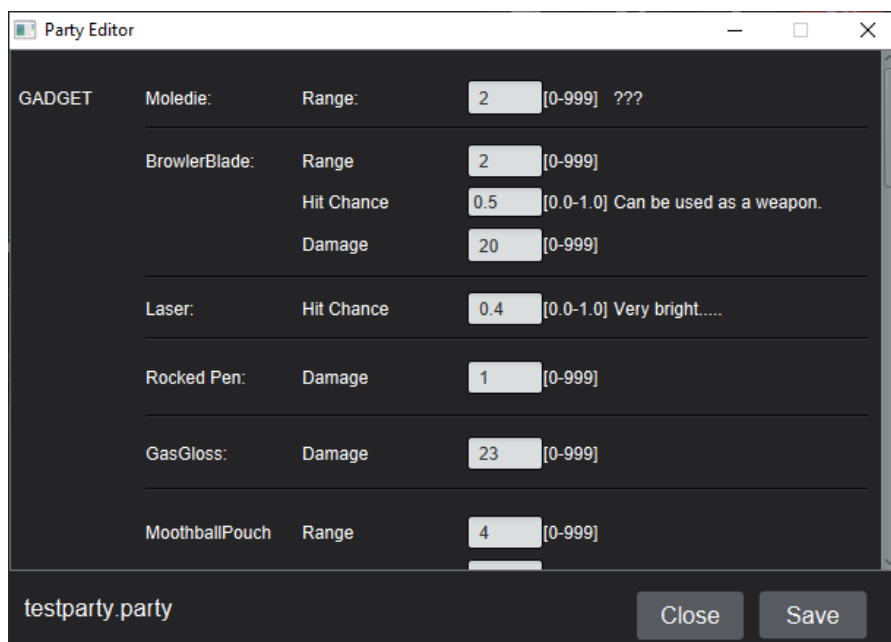 Party Editor
GADGET Moledie: Range: 2 [0-999] ???
BrowlerBlade: Range 2 [0-999]
Hit Chance 0.5 [0.0-1.0] Can be used as a weapon.
Damage 20 [0-999]
Laser: Hit Chance 0.4 [0.0-1.0] Very bright.....
Rocked Pen: Damage 1 [0-999]
GasGloss: Damage 23 [0-999]
MoothballPouch Range 4 [0-999]
testparty.party Close Save